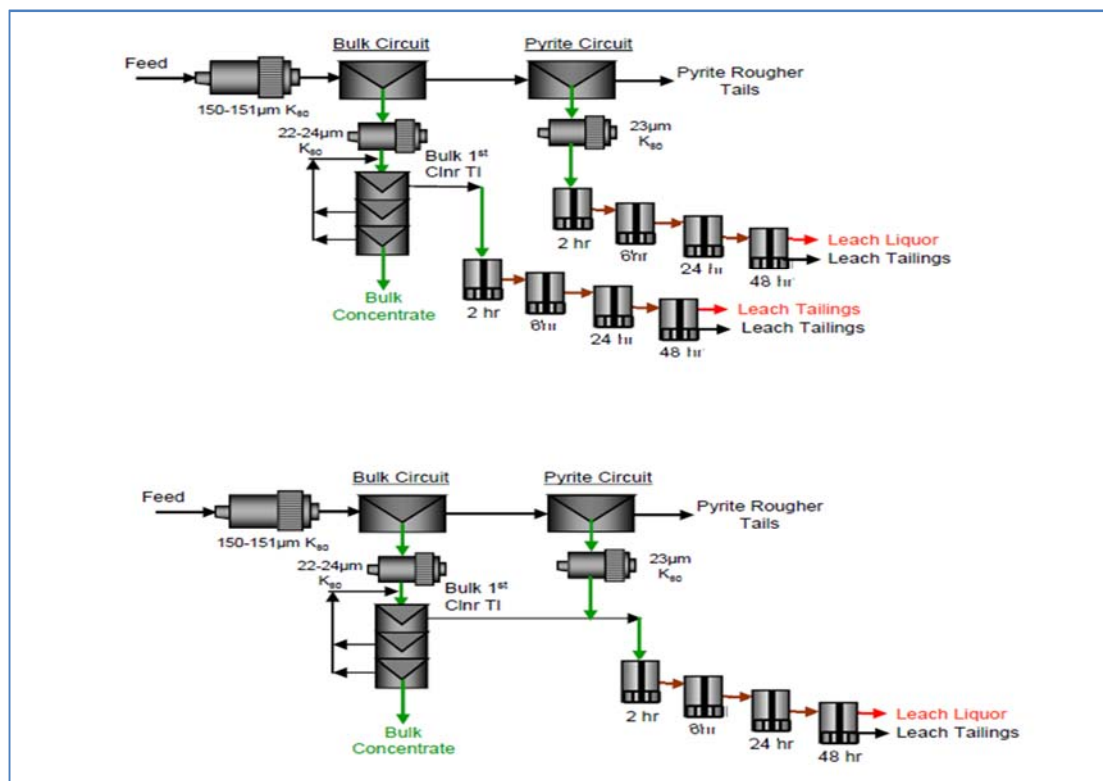 Bulk Circuit
Pyrite Circuit
Feed
Pyrite Rougher
Tails
150-151µm K₈₀
22-24µm
K₈₀
23µm
K₈₀
Bulk 1st
Clnr Tl
2 hr
6hr
24 hr
48 hr
Leach Liquor
Leach Tailings
Bulk
Concentrate
2 hr
6hr
24 hr
48 hr
Leach Tailings
Leach Tailings
Bulk Circuit
Pyrite Circuit
Feed
Pyrite Rougher
Tails
150-151µm K₈₀
22-24µm
K₈₀
23µm
K₈₀
Bulk 1st
Clnr Tl
2 hr
6hr
24 hr
48 hr
Leach Liquor
Leach Tailings
Bulk
Concentrate